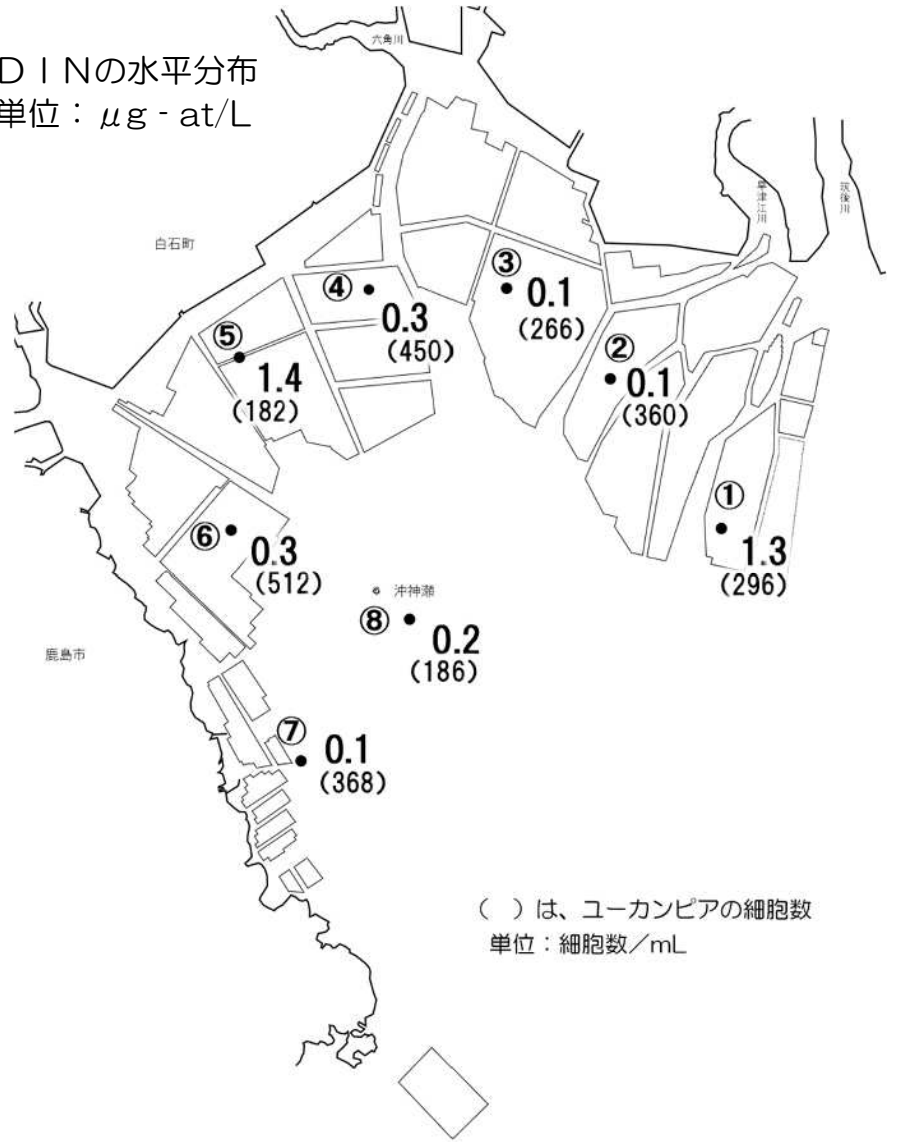 六角川
DINの水平分布
単位：μg - at/L
早津江川
筑後川
白石町
③
0.1
(266)
④
0.3
(450)
⑤
1.4
(182)
②
0.1
(360)
①
1.3
(296)
⑥
0.3
(512)
沖神瀬
⑧
0.2
(186)
鹿島市
⑦
0.1
(368)
（　）は、ユーカンピアの細胞数
単位：細胞数／mL